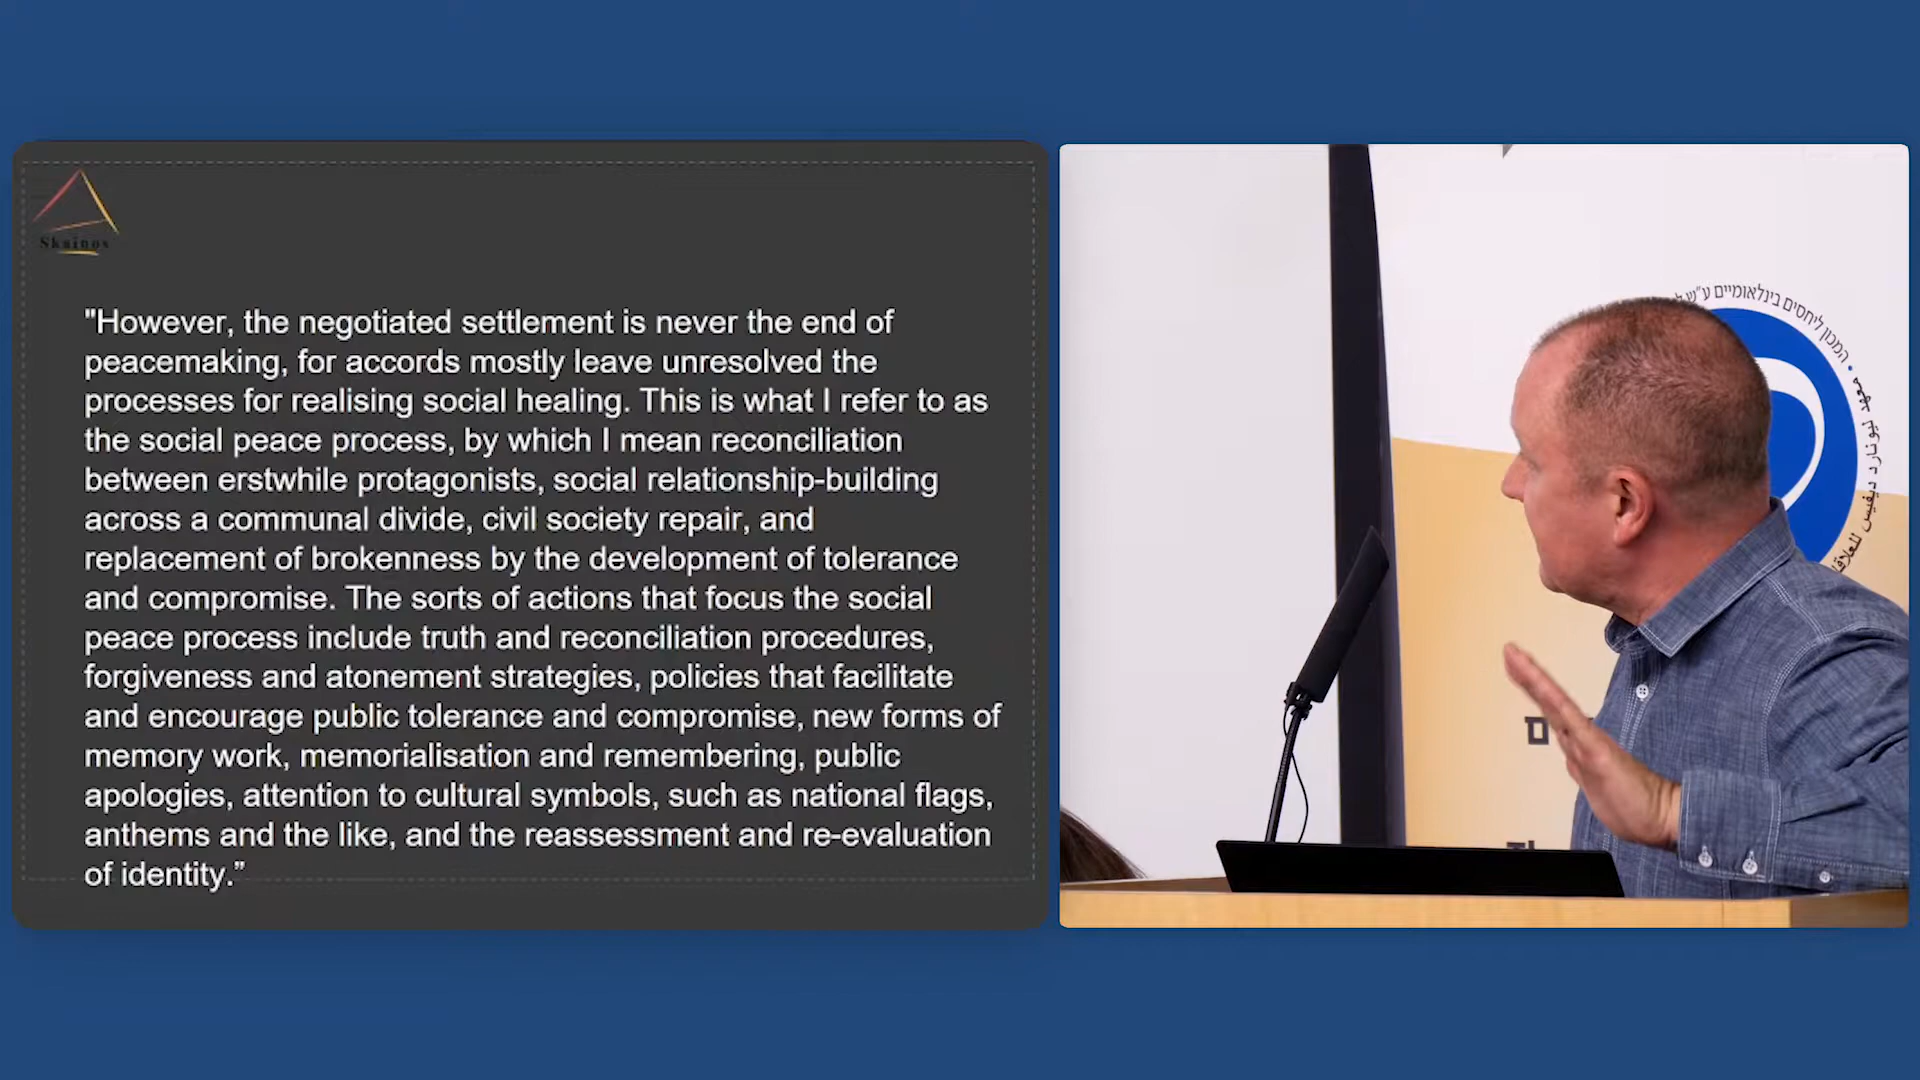 Skainos
"However, the negotiated settlement is never the end of
peacemaking, for accords mostly leave unresolved the
processes for realising social healing. This is what I refer to as
the social peace process, by which I mean reconciliation
between erstwhile protagonists, social relationship-building
across a communal divide, civil society repair, and
replacement of brokenness by the development of tolerance
and compromise. The sorts of actions that focus the social
peace process include truth and reconciliation procedures,
forgiveness and atonement strategies, policies that facilitate
and encourage public tolerance and compromise, new forms of
memory work, memorialisation and remembering, public
apologies, attention to cultural symbols, such as national flags,
anthems and the like, and the reassessment and re-evaluation
of identity.”
המכון ליחסים בינלאומיים ע״ש
معهد ليونارد ديفيس
ם